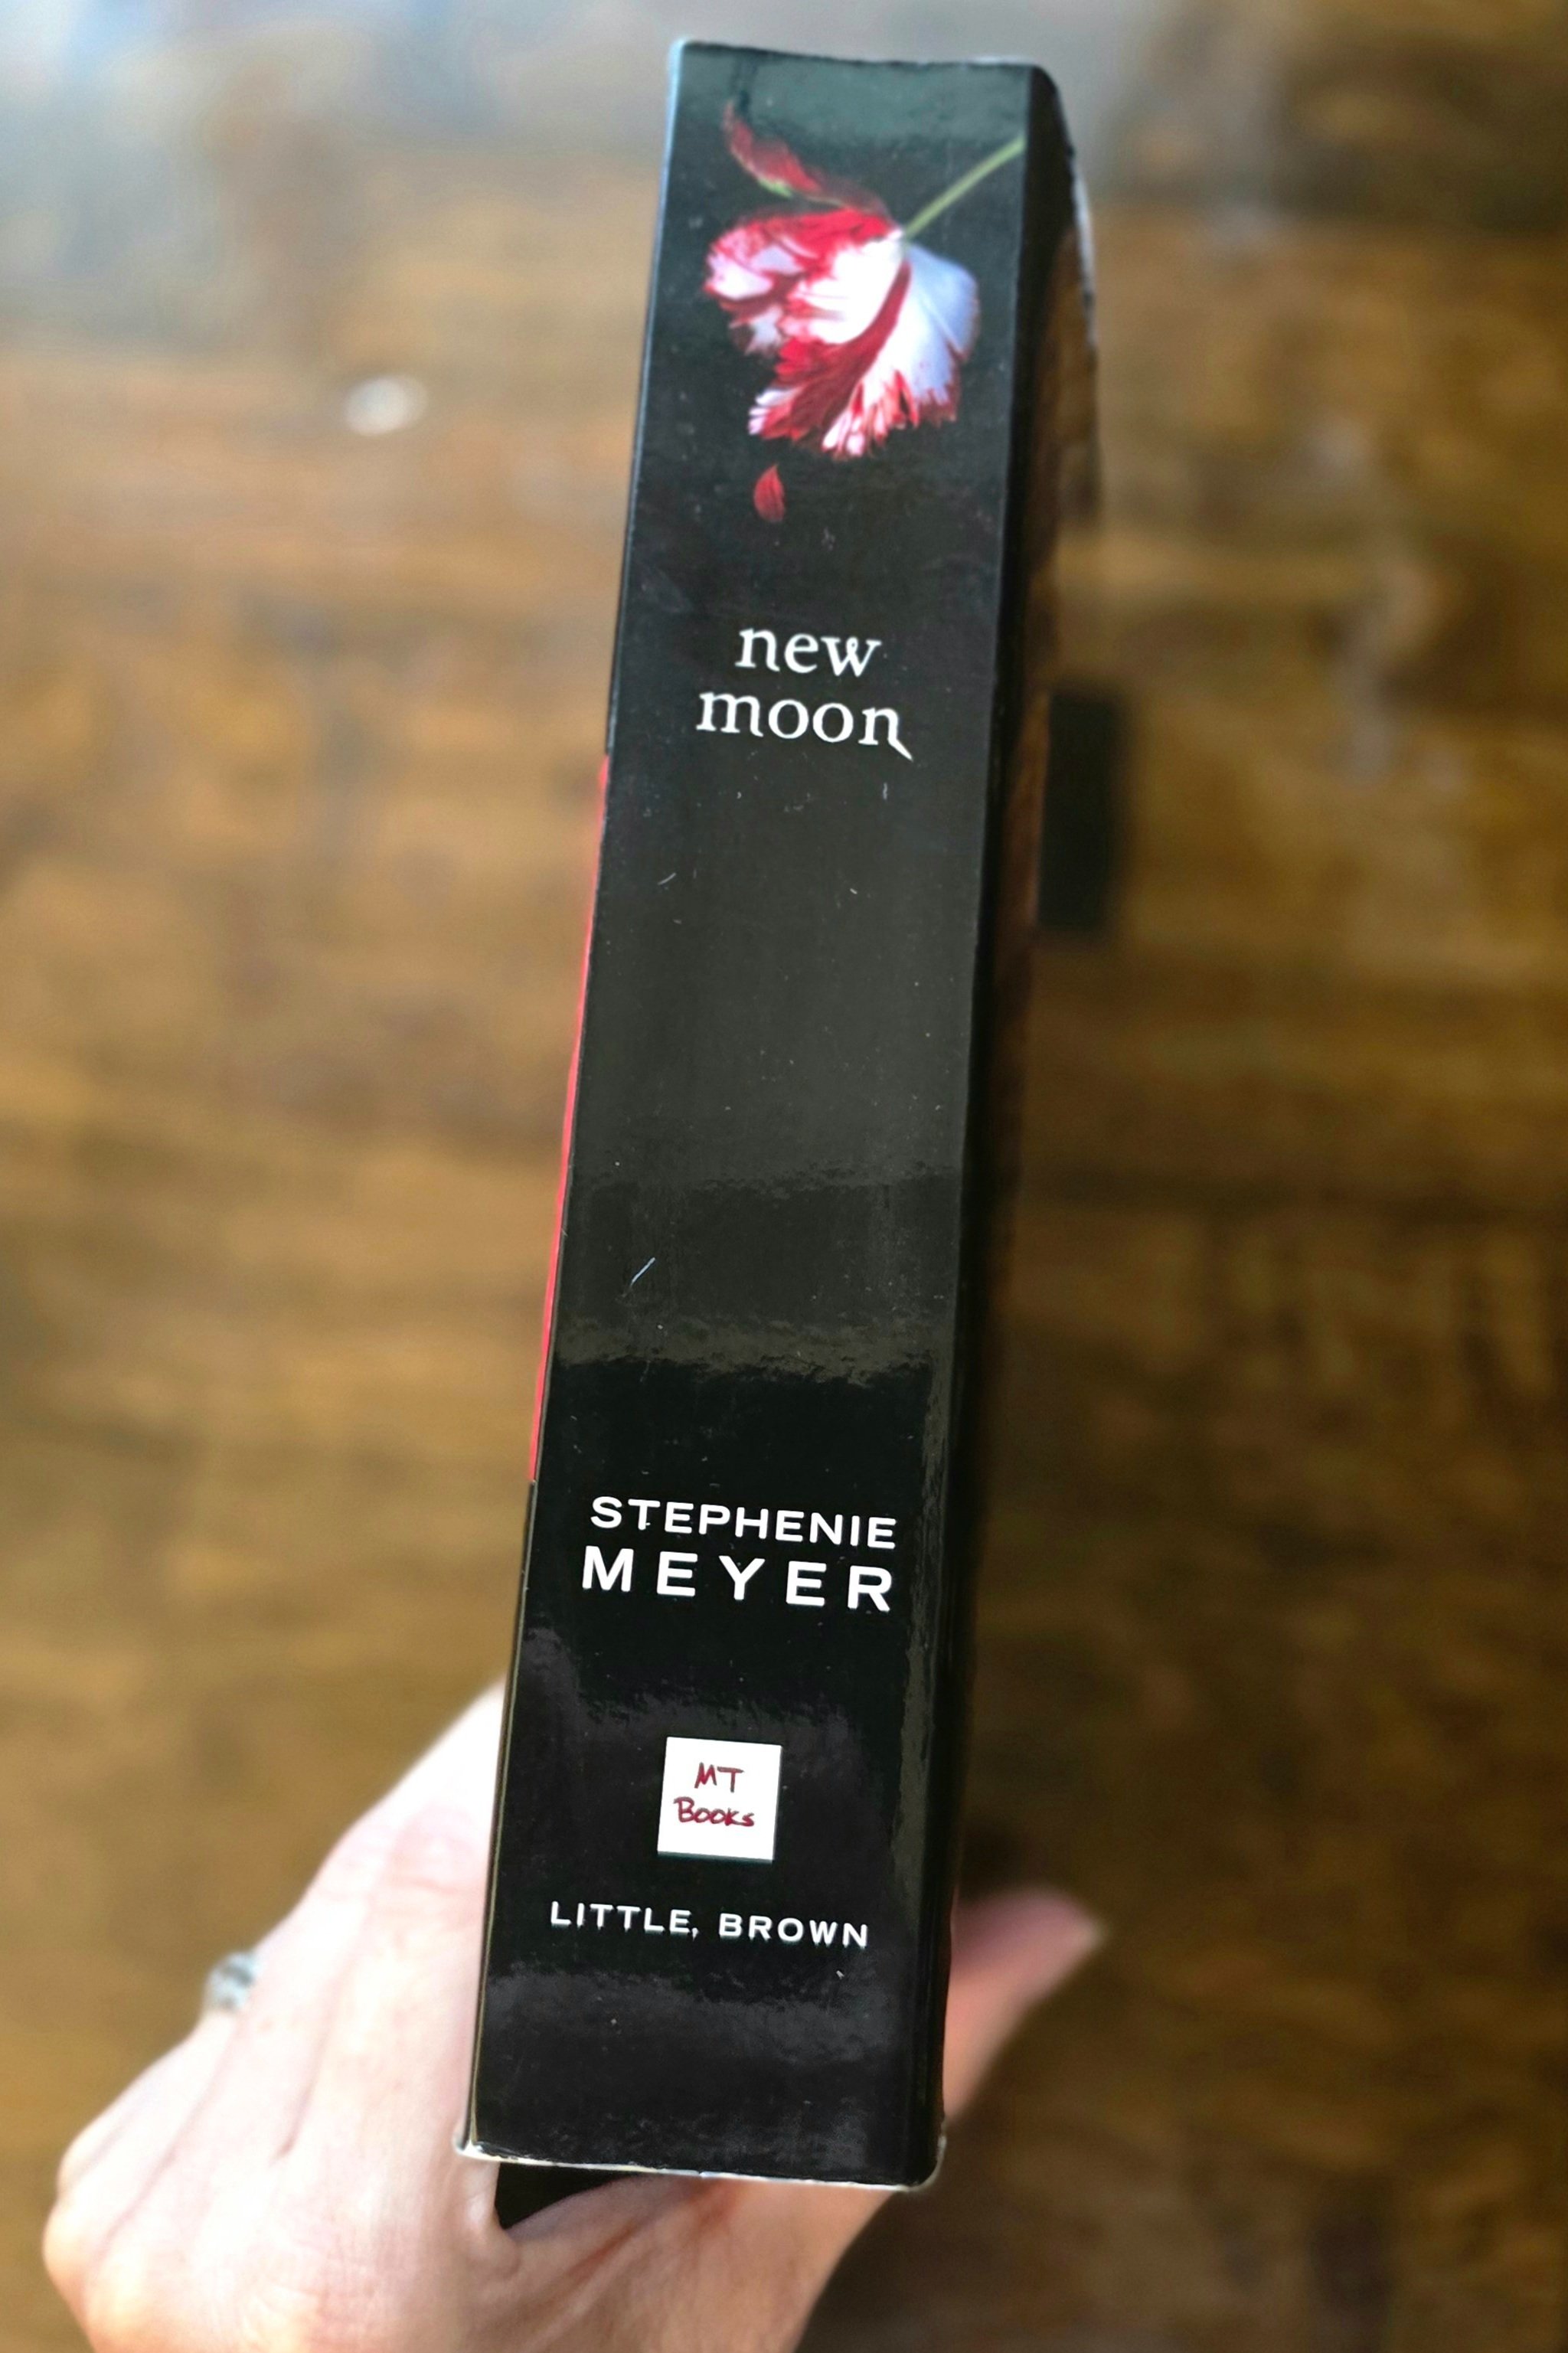 new
moon
STEPHENIE
MEYER
MT
Books
LITTLE, BROWN